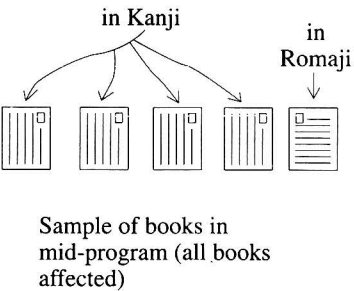 in Kanji
in
Romaji
Sample of books in
mid-program (all books
affected)